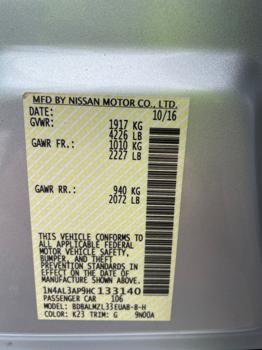 MFD BY NISSAN MOTOR CO., LTD.
DATE: 10/16
GVWR: 1917 KG
4226 LB
GAWR FR.: 1010 KG
2227 LB
GAWR RR.: 940 KG
2072 LB
THIS VEHICLE CONFORMS TO
ALL APPLICABLE FEDERAL
MOTOR VEHICLE SAFETY,
BUMPER, AND THEFT
PREVENTION STANDARDS
IN EFFECT ON THE DATE OF
MANUFACTURE SHOWN ABOVE.
1N4AL3AP9HC133140
PASSENGER CAR 106
MODEL: BDBALMZL33EUAB-B-H
COLOR: K23 TRIM: G 9N00A